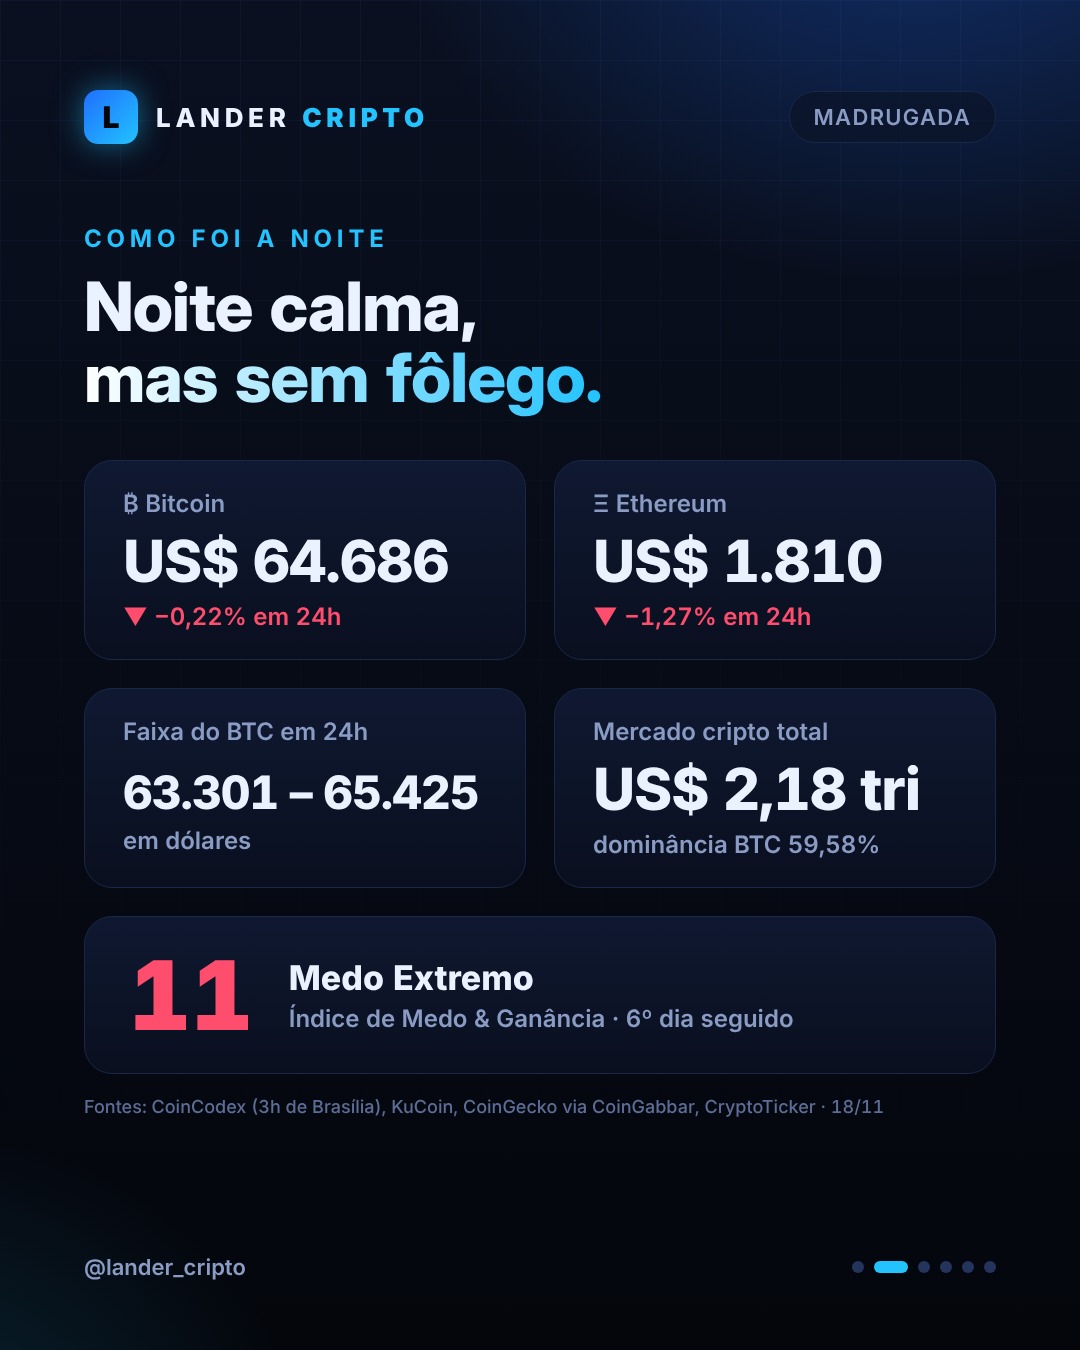 L LANDER CRIPTO
MADRUGADA
COMO FOI A NOITE
Noite calma,
mas sem fôlego.
₿ Bitcoin
US$ 64.686
▼ −0,22% em 24h
Ξ Ethereum
US$ 1.810
▼ −1,27% em 24h
Faixa do BTC em 24h
63.301 – 65.425
em dólares
Mercado cripto total
US$ 2,18 tri
dominância BTC 59,58%
11
Medo Extremo
Índice de Medo & Ganância · 6º dia seguido
Fontes: CoinCodex (3h de Brasília), KuCoin, CoinGecko via CoinGabbar, CryptoTicker · 18/11
@lander_cripto